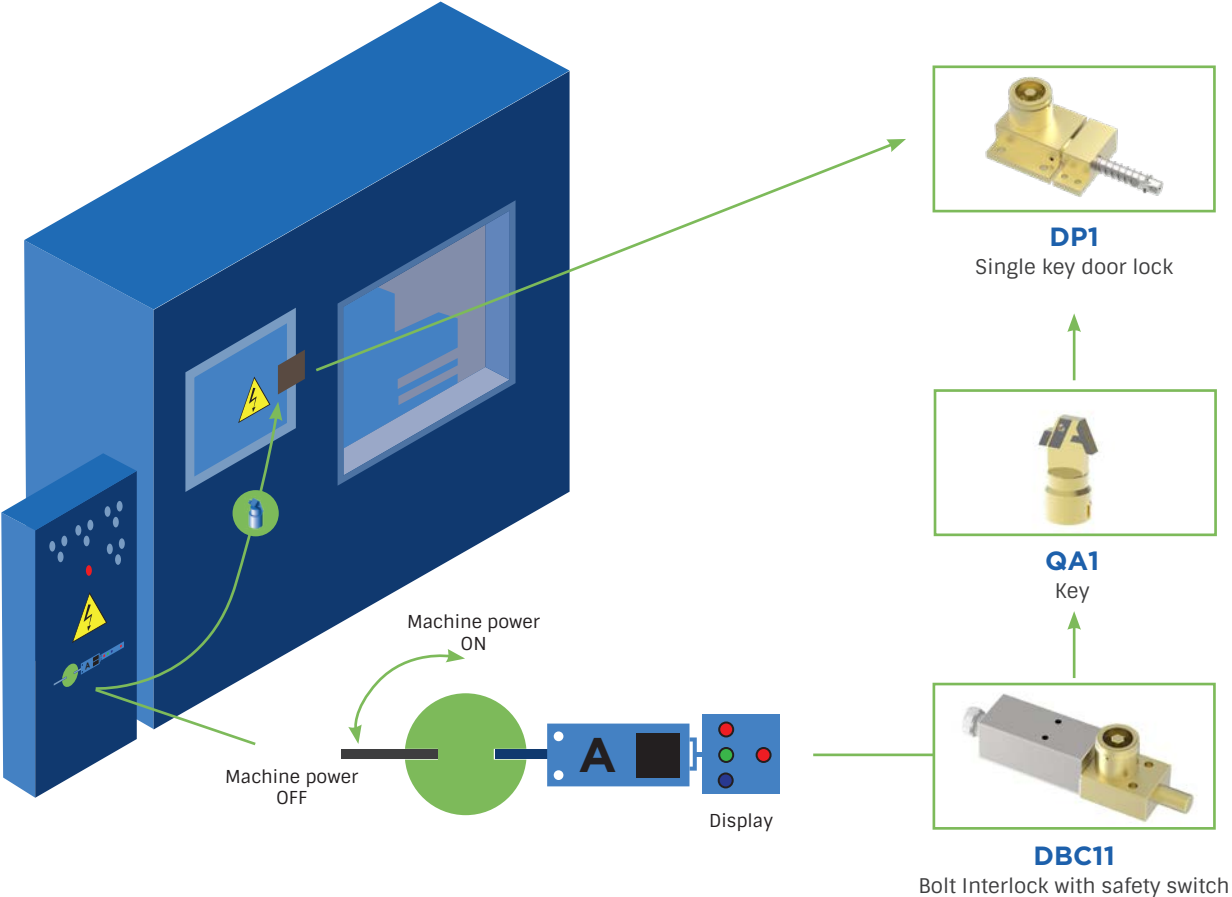 DP1
Single key door lock
QA1
Key
Machine power
ON
A
A
Machine power
OFF
Display
DBC11
Bolt Interlock with safety switch